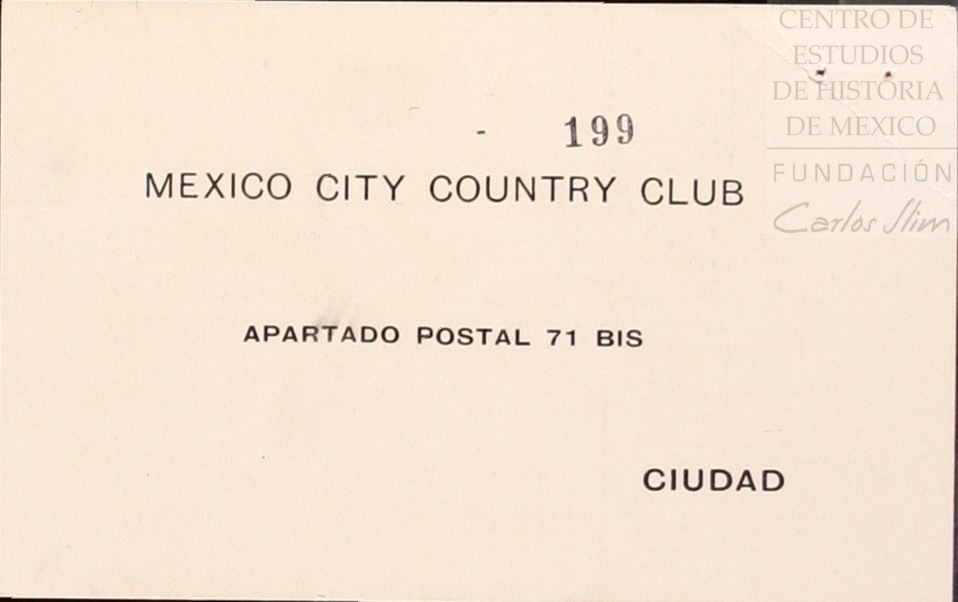 CENTRO DE
ESTUDIOS
DE HISTORIA
DE MEXICO
FUNDACIÓN
Carlos Slim
- 199
MEXICO CITY COUNTRY CLUB
APARTADO POSTAL 71 BIS
CIUDAD